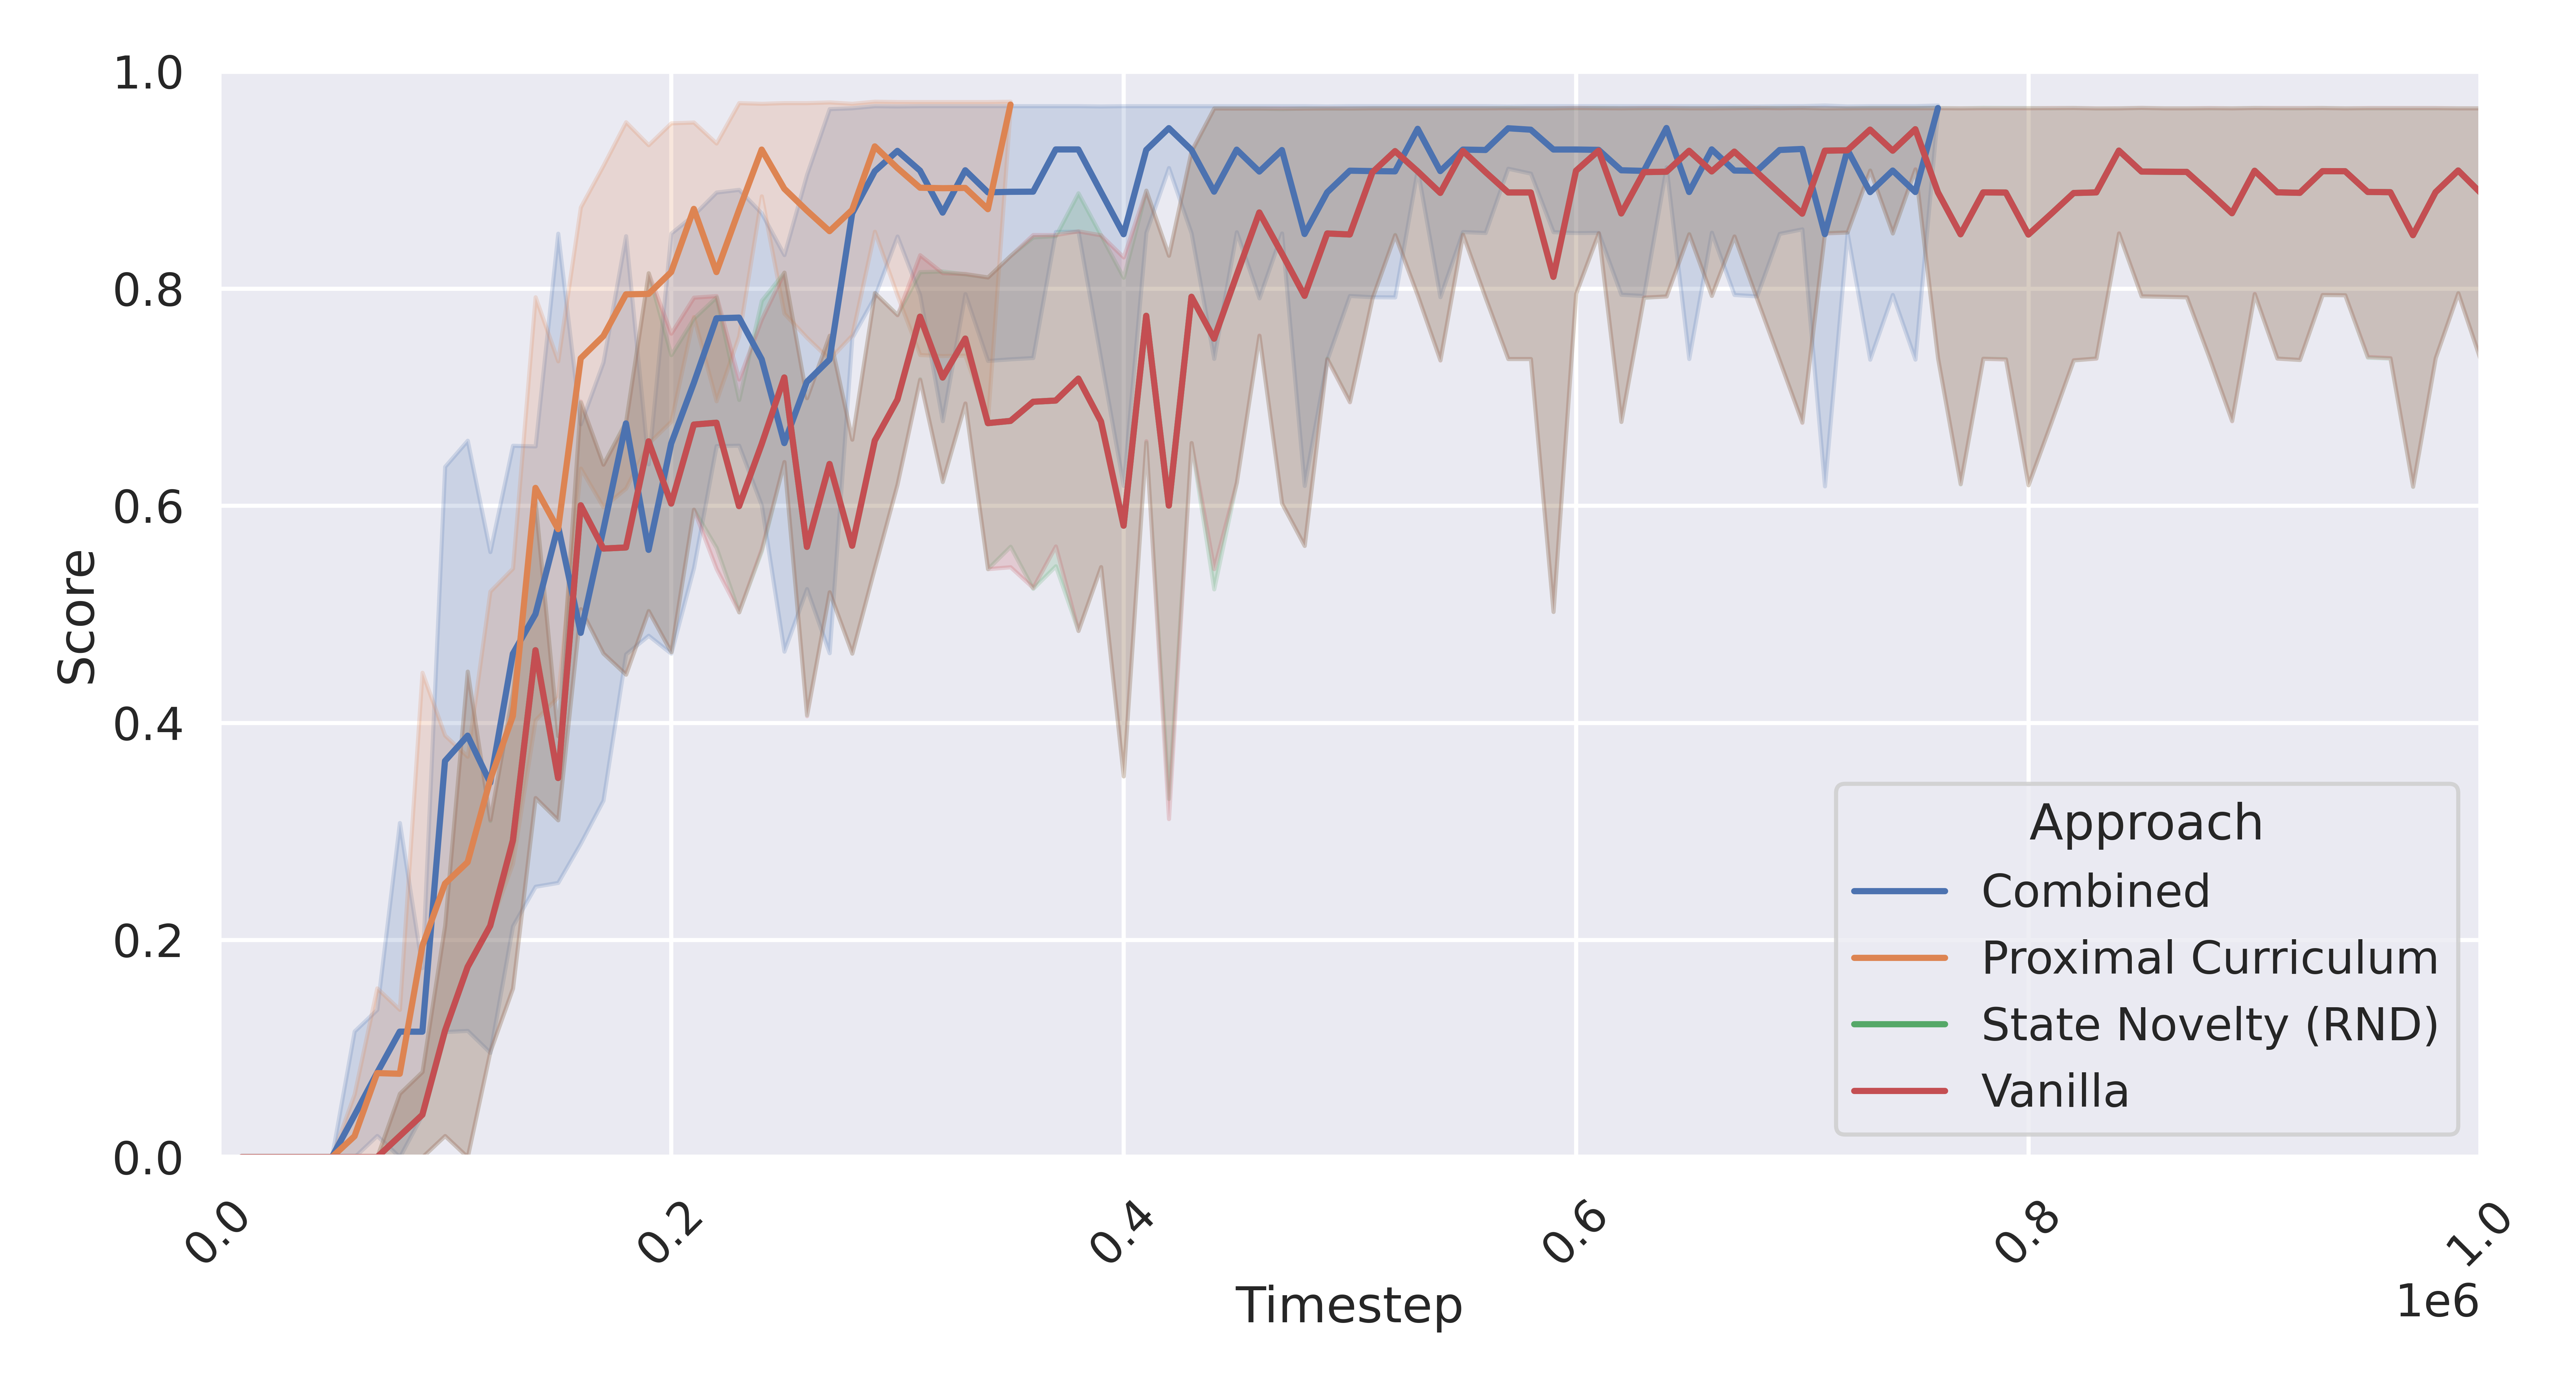 1.0
0.8
0.6
0.4
0.2
0.0
Score
0.0 0.2 0.4 0.6 0.8 1.0
1e6
Timestep
Approach
Combined
Proximal Curriculum
State Novelty (RND)
Vanilla